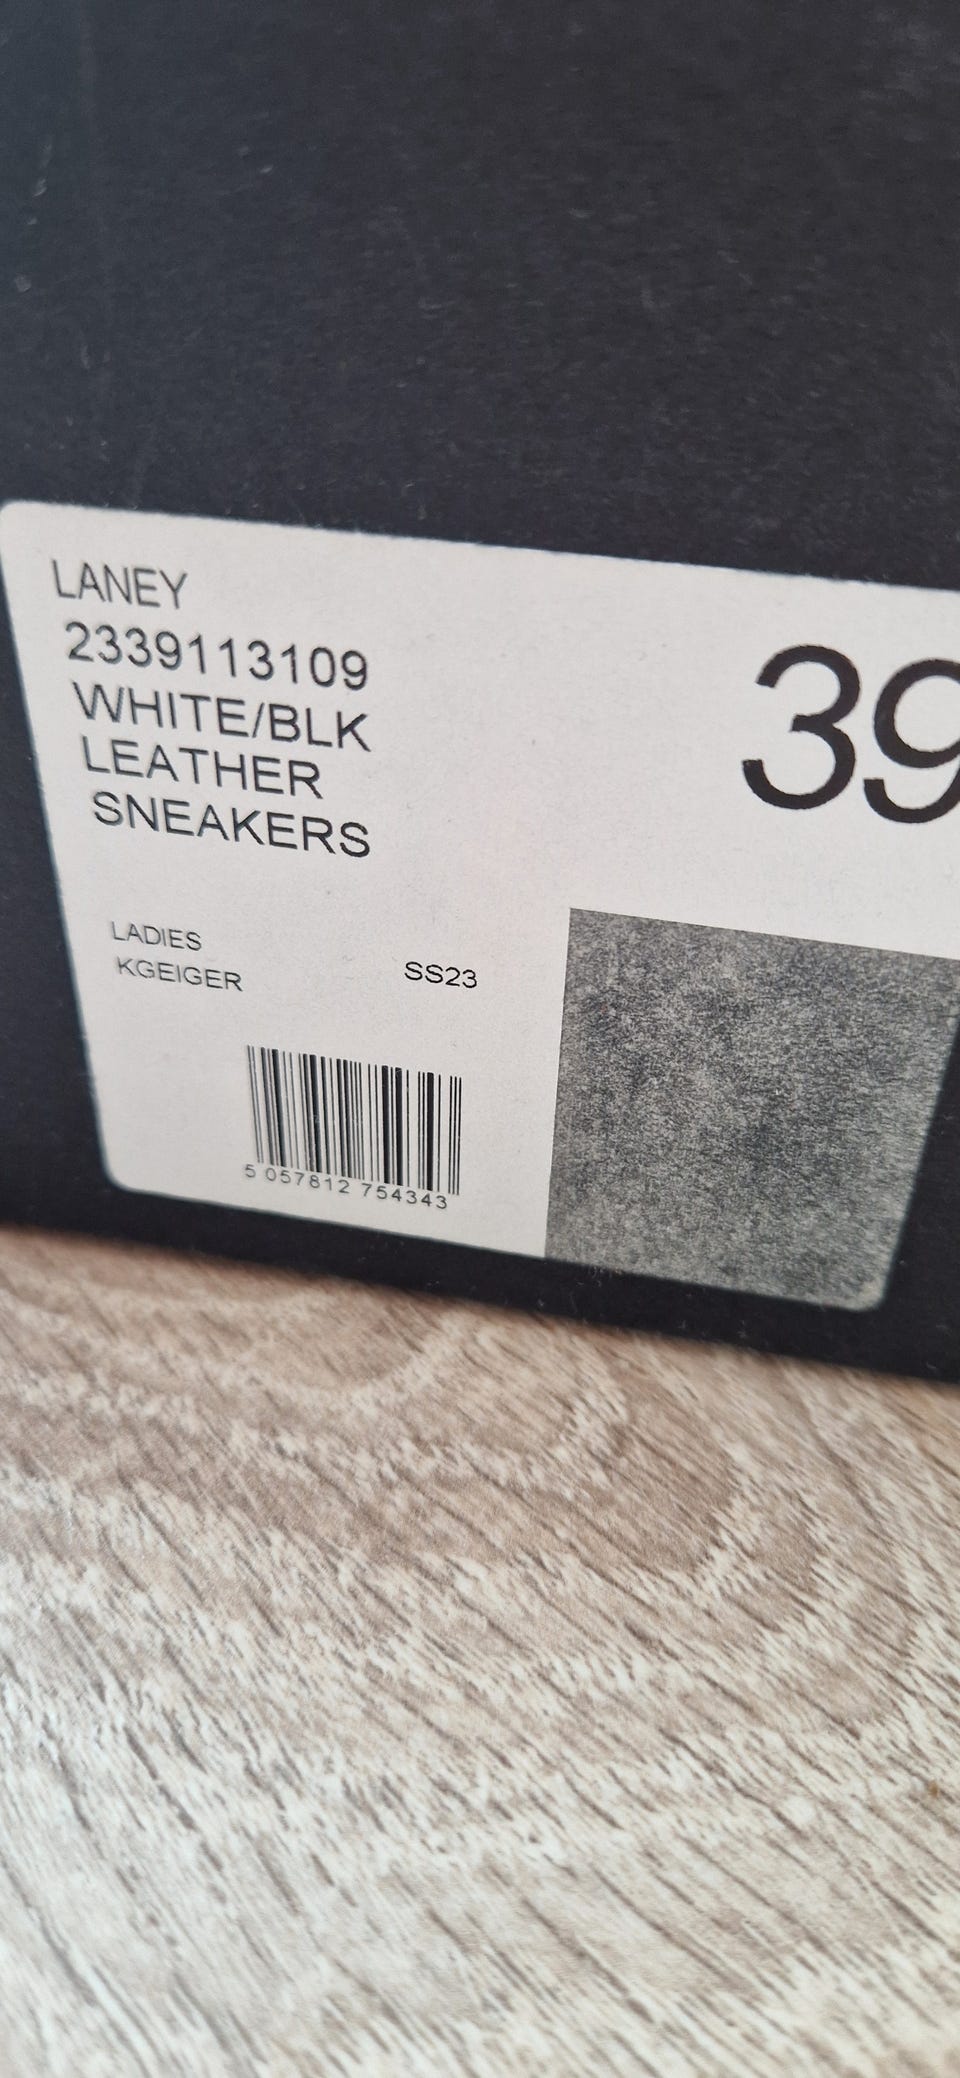 LANEY
2339113109
WHITE/BLK
LEATHER
SNEAKERS
39
LADIES
KGEIGER
SS23
5 057812 754343